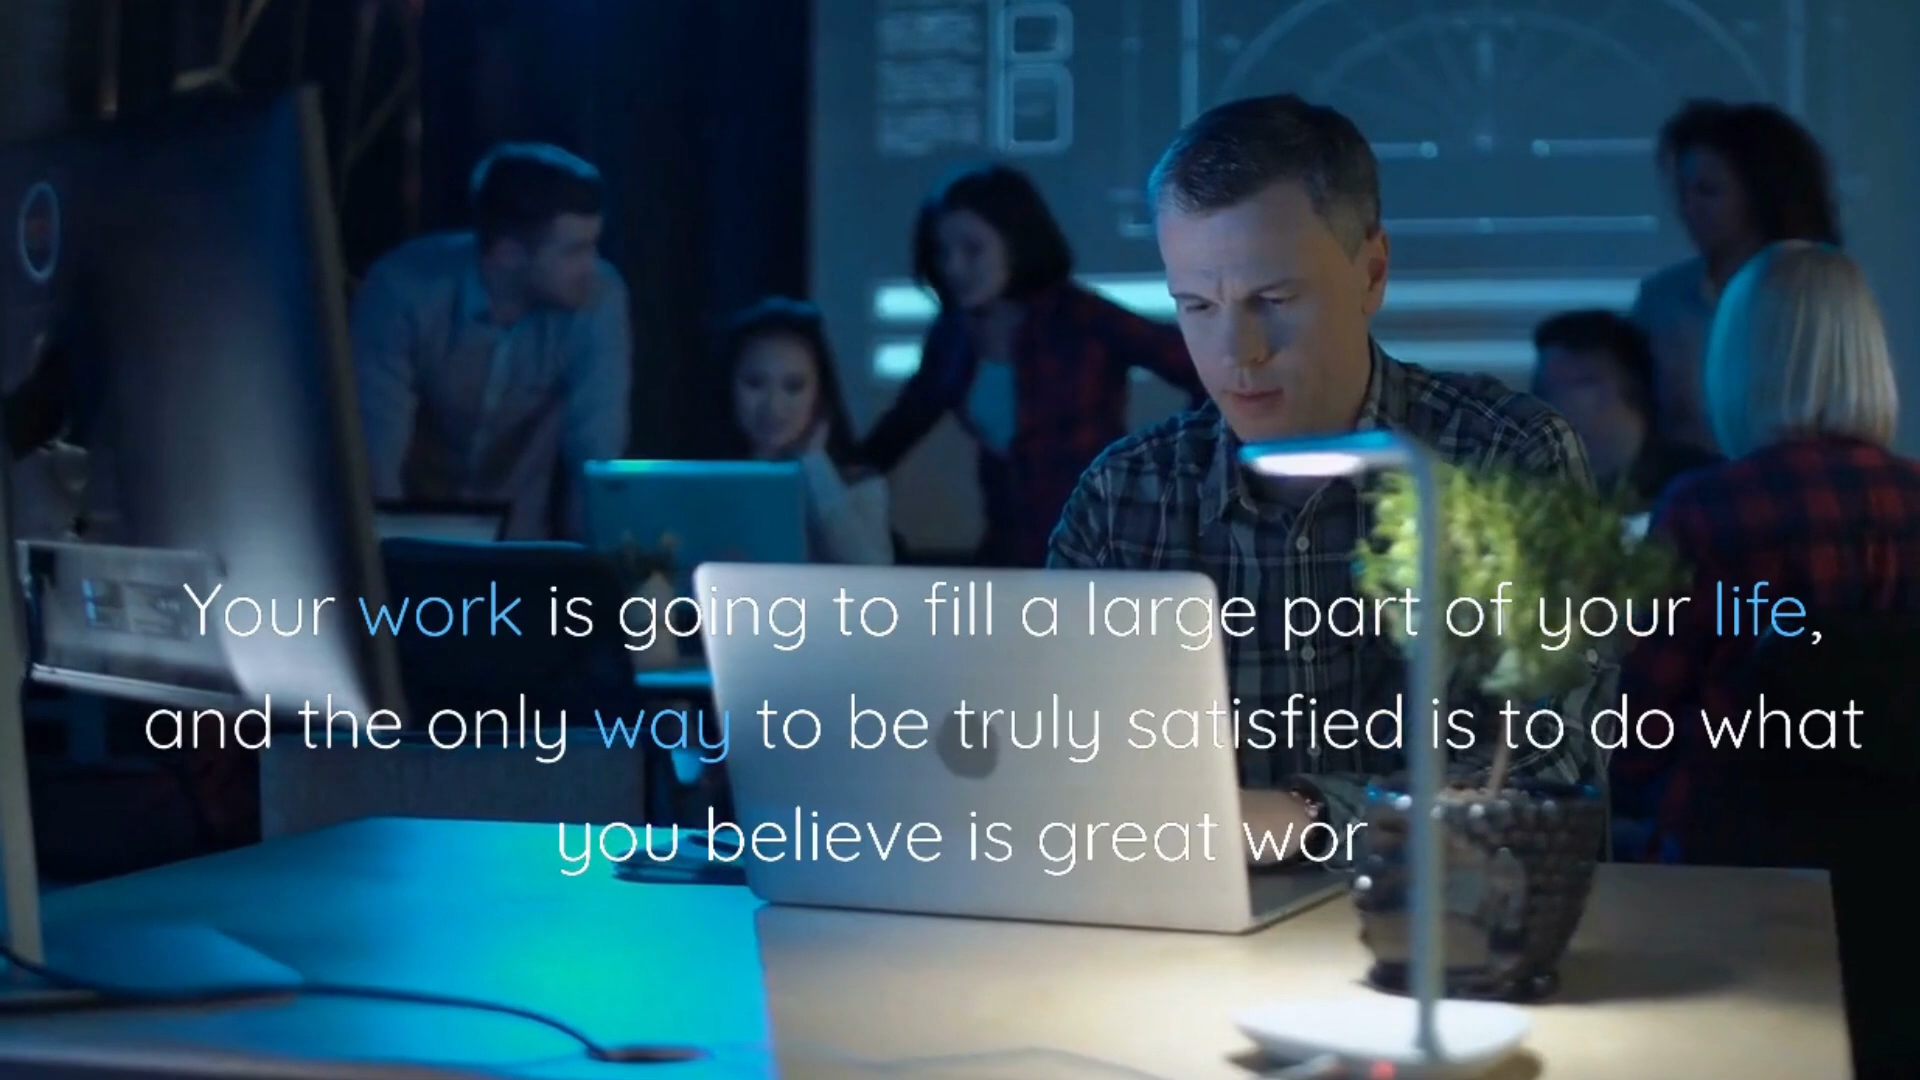 Your work is going to fill a large part of your life,
and the only way to be truly satisfied is to do what
you believe is great wor